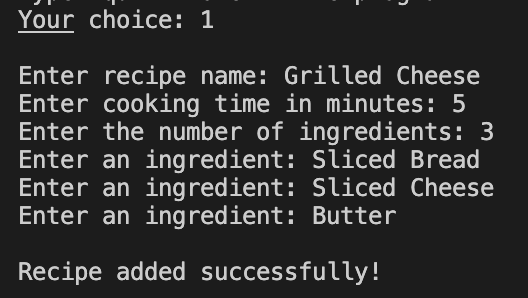 Your choice: 1
Enter recipe name: Grilled Cheese
Enter cooking time in minutes: 5
Enter the number of ingredients: 3
Enter an ingredient: Sliced Bread
Enter an ingredient: Sliced Cheese
Enter an ingredient: Butter
Recipe added successfully!